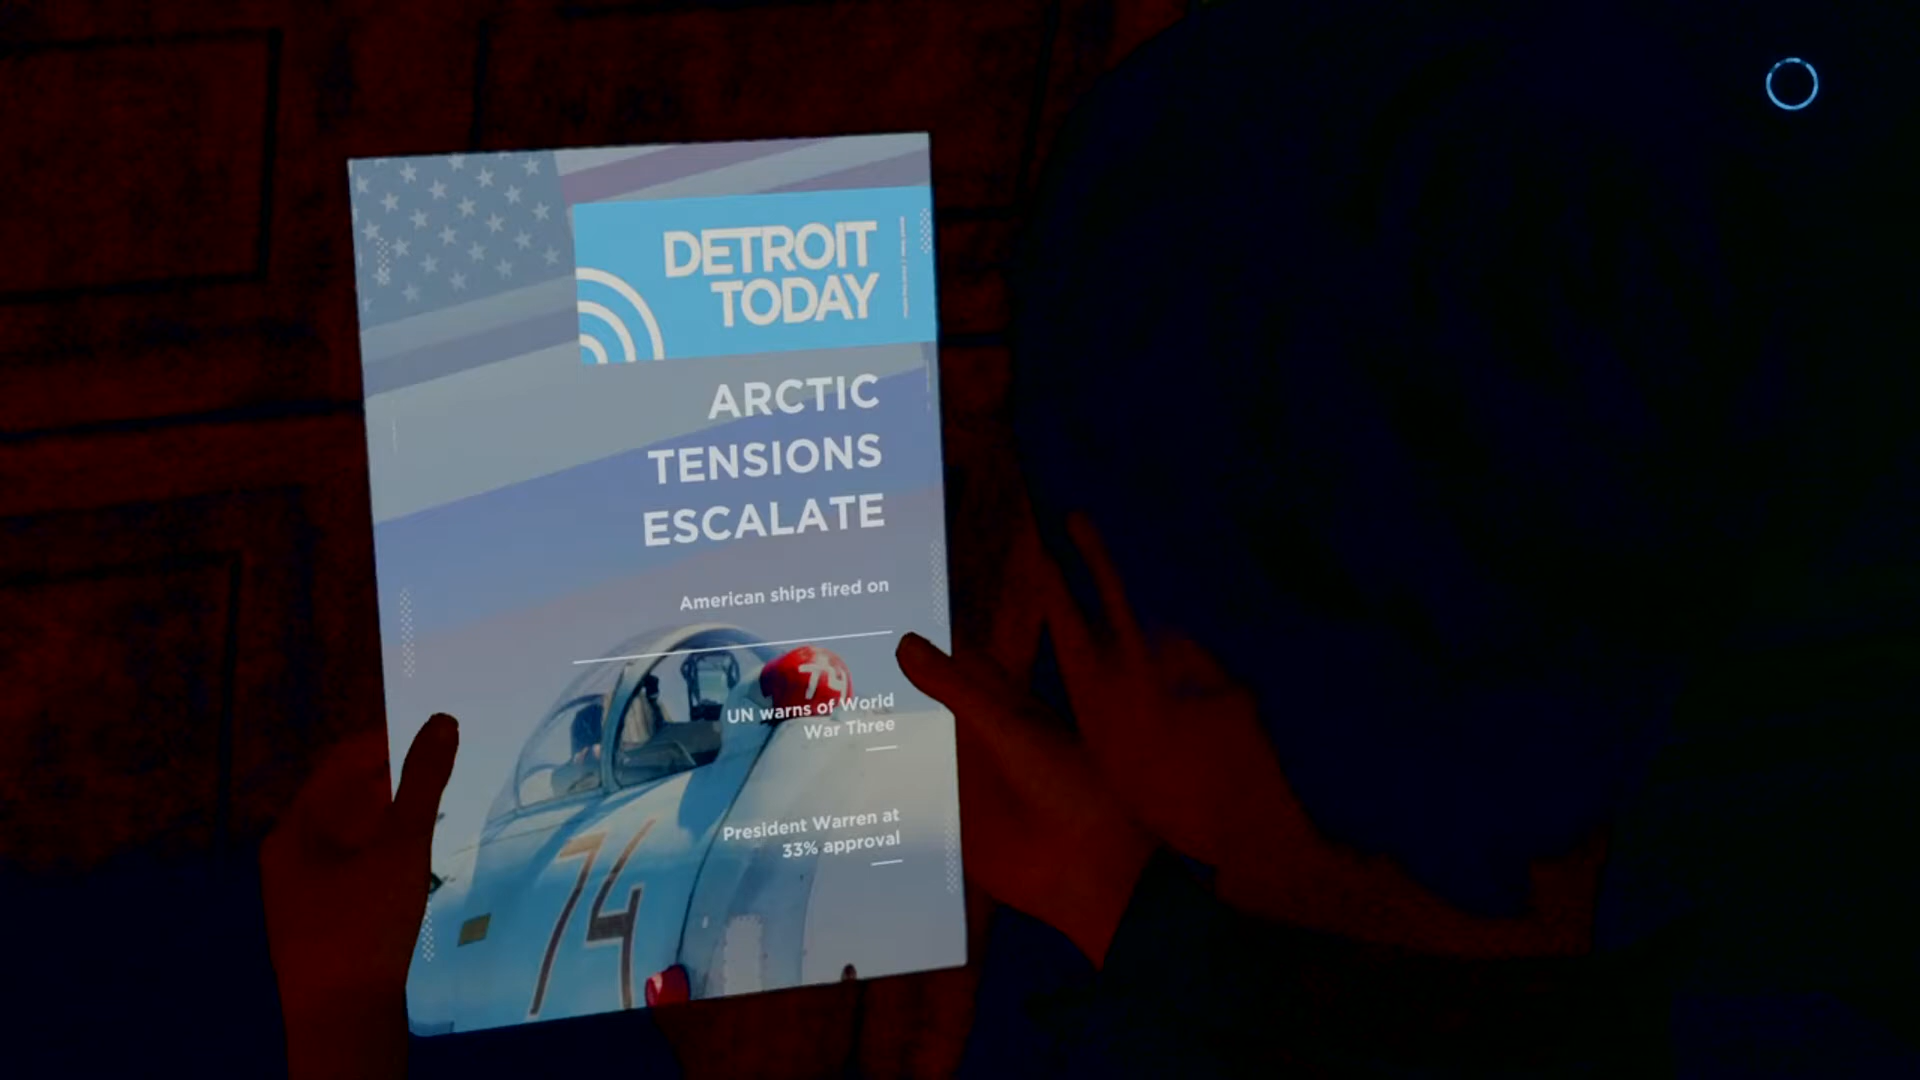 DETROIT
TODAY
ARCTIC
TENSIONS
ESCALATE
American ships fired on
74
UN warns of World
War Three
President Warren at
33% approval
74